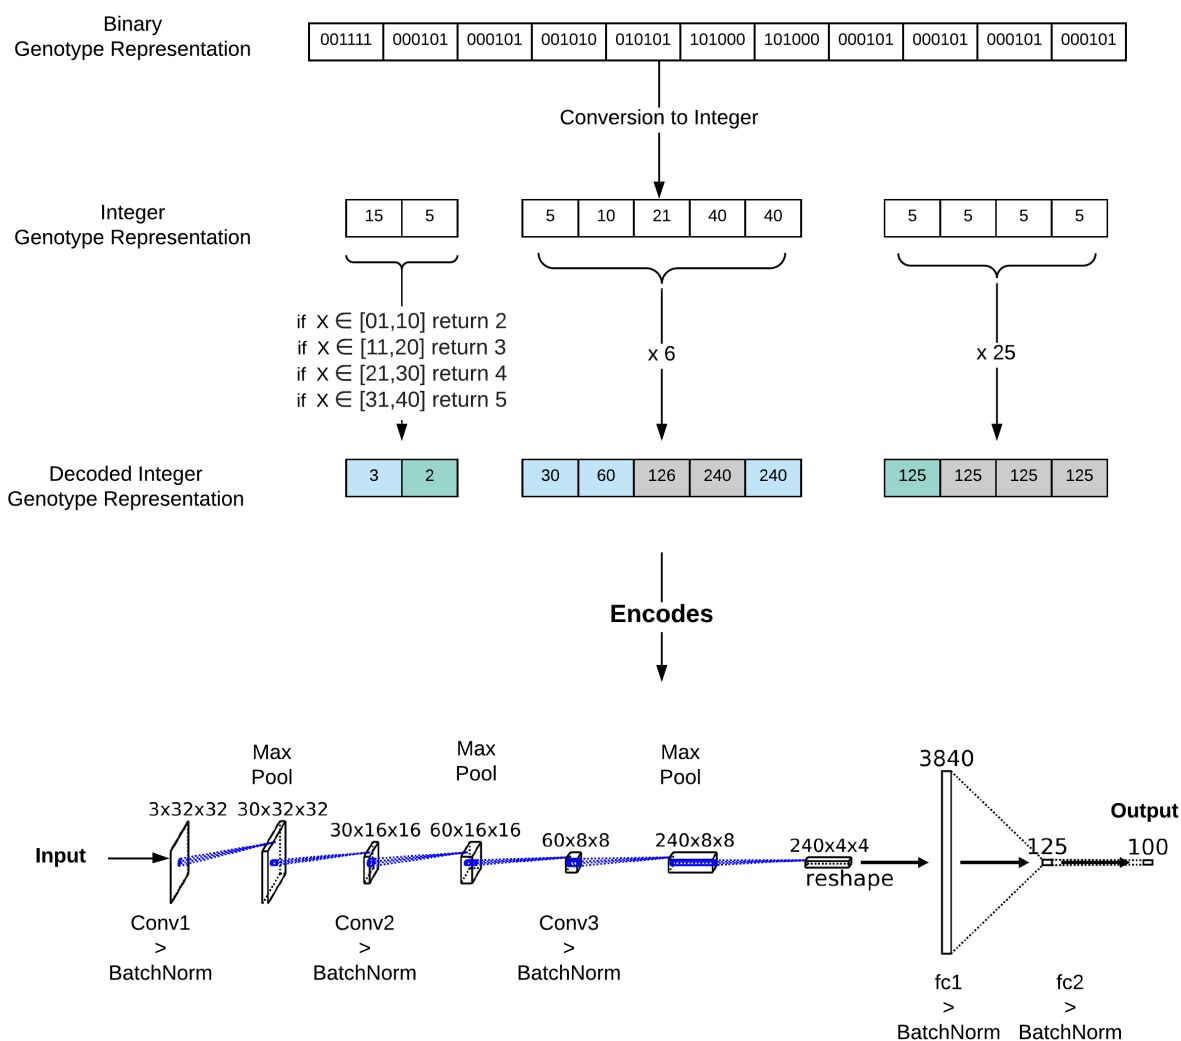 Binary
Genotype Representation
001111 000101 000101 001010 010101 101000 101000 000101 000101 000101 000101
Conversion to Integer
Integer
Genotype Representation
15 5
5 10 21 40 40
5 5 5 5
if X ∈ [01,10] return 2
if X ∈ [11,20] return 3
if X ∈ [21,30] return 4
if X ∈ [31,40] return 5
x 6
x 25
Decoded Integer
Genotype Representation
3 2
30 60 126 240 240
125 125 125 125
Encodes
Max
Pool
Max
Pool
Max
Pool
3x32x32 30x32x32
30x16x16 60x16x16
60x8x8 240x8x8
240x4x4
reshape
3840
125
100
Input
Output
Conv1
>
BatchNorm
Conv2
>
BatchNorm
Conv3
>
BatchNorm
fc1
>
BatchNorm
fc2
>
BatchNorm